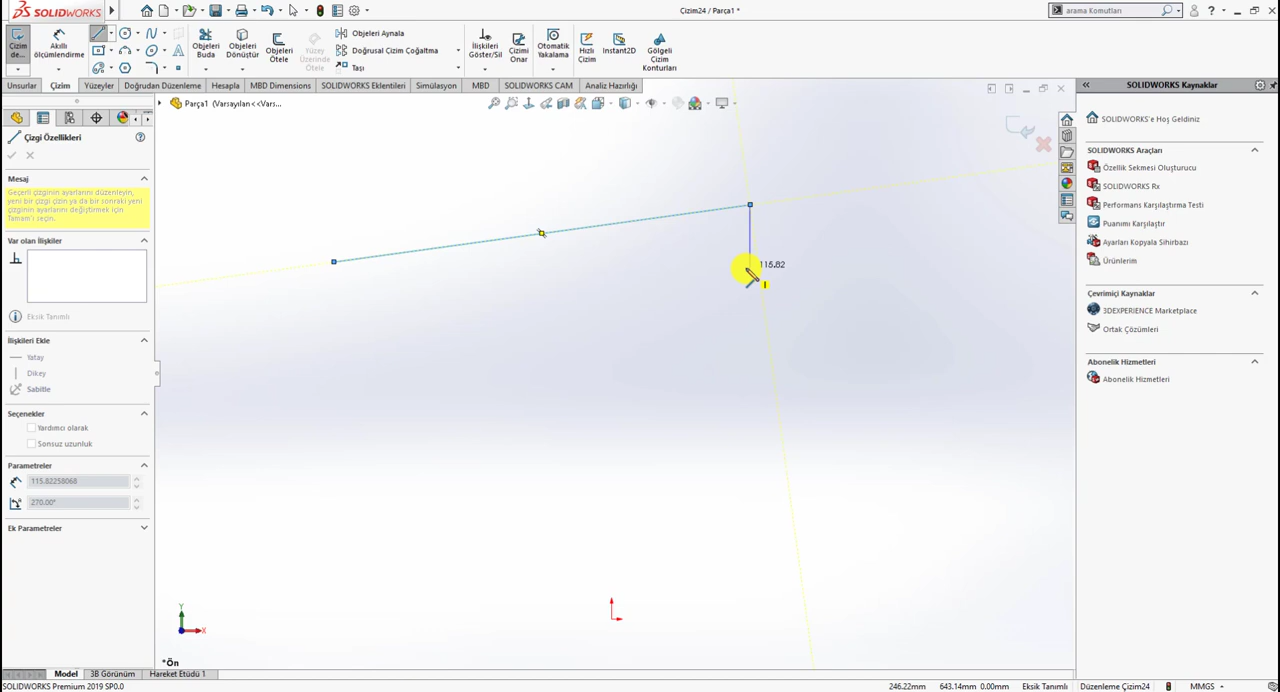 SOLIDWORKS
Çizim24 / Parça1 *
arama Komutları
Çizim de...
Akıllı ölçümlendirme
Objeleri Buda
Objeleri Dönüştür
Objeleri Ötele
Yüzey Üzerinde Ötele
Objeleri Aynala
Doğrusal Çizim Çoğaltma
Taşı
İlişkileri Göster/Sil
Çizimi Onar
Otomatik Yakalama
Hızlı Çizim
Instant2D
Gölgeli Çizim Konturları
Unsurlar
Çizim
Yüzeyler
Doğrudan Düzenleme
Hesapla
MBD Dimensions
SOLIDWORKS Eklentileri
Simülasyon
MBD
SOLIDWORKS CAM
Analiz Hazırlığı
Parça1 (Varsayılan<<Vars...
Çizgi Özellikleri
Mesaj
Geçerli çizginin ayarlarını düzenleyin,
yeni bir çizgi çizin ya da bir sonraki yeni
çizginin ayarlarını değiştirmek için
Tamam'ı seçin.
Var olan İlişkiler
Eksik Tanımlı
İlişkileri Ekle
Yatay
Dikey
Sabitle
Seçenekler
Yardımcı olarak
Sonsuz uzunluk
Parametreler
115.82258068
270.00°
Ek Parametreler
115.82
Y
X
*Ön
SOLIDWORKS Kaynaklar
SOLIDWORKS'e Hoş Geldiniz
SOLIDWORKS Araçları
Özellik Sekmesi Oluşturucu
SOLIDWORKS Rx
Performans Karşılaştırma Testi
Puanımı Karşılaştır
Ayarları Kopyala Sihirbazı
Ürünlerim
Çevrimiçi Kaynaklar
3DEXPERIENCE Marketplace
Ortak Çözümleri
Abonelik Hizmetleri
Abonelik Hizmetleri
Model
3B Görünüm
Hareket Etüdü 1
SOLIDWORKS Premium 2019 SP0.0
246.22mm
643.14mm 0.00mm
Eksik Tanımlı
Düzenleme Çizim24
MMGS